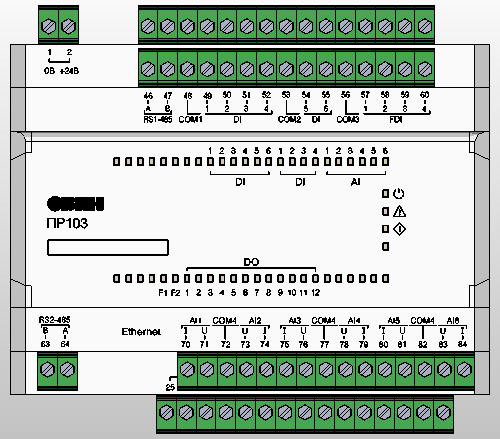 1 2
0В +24В
46 47 48 49 50 51 52 53 54 55 56 57 58 59 60
A B 1 2 3 4 5 6 1 2 3 4
RS1-485 COM1 DI COM2 DI COM3 FDI
1 2 3 4 5 6 1 2 3 4 1 2 3 4 5 6
DI DI AI
ОВЕН
ПР103
DO
F1 F2 1 2 3 4 5 6 7 8 9 10 11 12
RS2-485 Ethernet AI1 COM4 AI2 AI3 COM4 AI4 AI5 COM4 AI6
B A I U U I I U U I I U U I
63 64 70 71 72 73 74 75 76 77 78 79 80 81 82 83 84
25